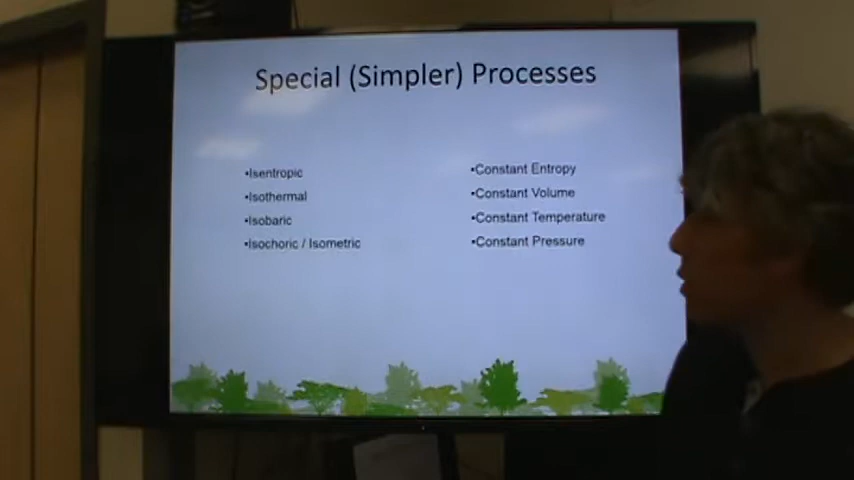 Special (Simpler) Processes
•Isentropic
•Isothermal
•Isobaric
•Isochoric / Isometric
•Constant Entropy
•Constant Volume
•Constant Temperature
•Constant Pressure